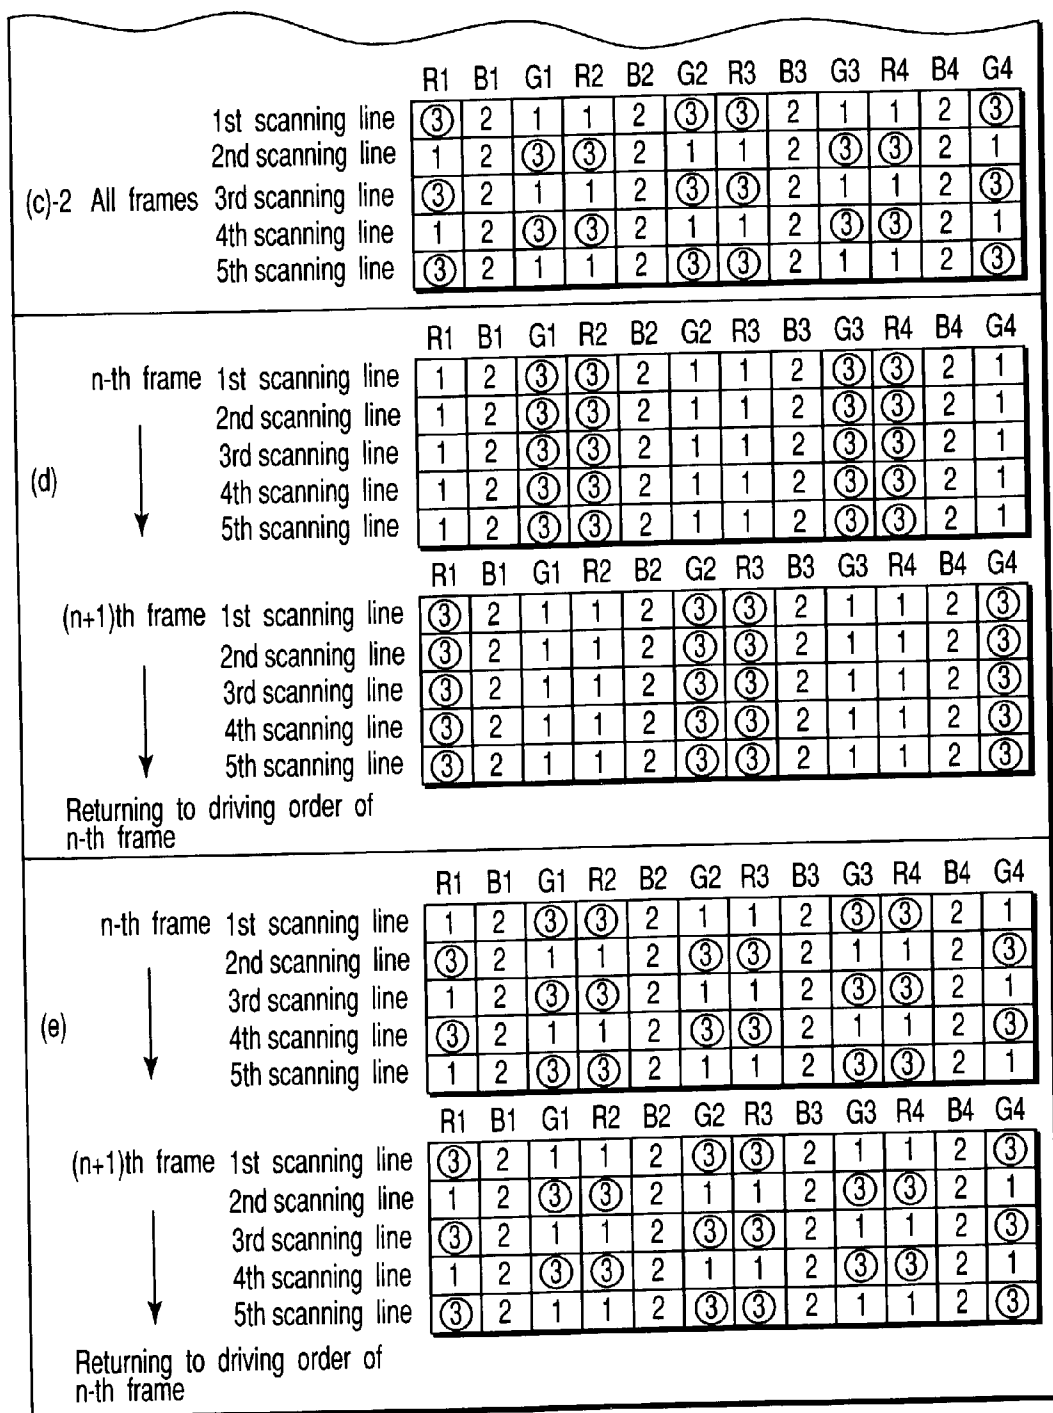 R1 B1 G1 R2 B2 G2 R3 B3 G3 R4 B4 G4
1st scanning line ③ 2 1 1 2 ③ ③ 2 1 1 2 ③
2nd scanning line 1 2 ③ ③ 2 1 1 2 ③ ③ 2 1
(c)-2 All frames 3rd scanning line ③ 2 1 1 2 ③ ③ 2 1 1 2 ③
4th scanning line 1 2 ③ ③ 2 1 1 2 ③ ③ 2 1
5th scanning line ③ 2 1 1 2 ③ ③ 2 1 1 2 ③
R1 B1 G1 R2 B2 G2 R3 B3 G3 R4 B4 G4
n-th frame 1st scanning line 1 2 ③ ③ 2 1 1 2 ③ ③ 2 1
2nd scanning line 1 2 ③ ③ 2 1 1 2 ③ ③ 2 1
3rd scanning line 1 2 ③ ③ 2 1 1 2 ③ ③ 2 1
(d)
4th scanning line 1 2 ③ ③ 2 1 1 2 ③ ③ 2 1
5th scanning line 1 2 ③ ③ 2 1 1 2 ③ ③ 2 1
R1 B1 G1 R2 B2 G2 R3 B3 G3 R4 B4 G4
(n+1)th frame 1st scanning line ③ 2 1 1 2 ③ ③ 2 1 1 2 ③
2nd scanning line ③ 2 1 1 2 ③ ③ 2 1 1 2 ③
3rd scanning line ③ 2 1 1 2 ③ ③ 2 1 1 2 ③
4th scanning line ③ 2 1 1 2 ③ ③ 2 1 1 2 ③
5th scanning line ③ 2 1 1 2 ③ ③ 2 1 1 2 ③
Returning to driving order of
n-th frame
R1 B1 G1 R2 B2 G2 R3 B3 G3 R4 B4 G4
n-th frame 1st scanning line 1 2 ③ ③ 2 1 1 2 ③ ③ 2 1
2nd scanning line ③ 2 1 1 2 ③ ③ 2 1 1 2 ③
3rd scanning line 1 2 ③ ③ 2 1 1 2 ③ ③ 2 1
(e)
4th scanning line ③ 2 1 1 2 ③ ③ 2 1 1 2 ③
5th scanning line 1 2 ③ ③ 2 1 1 2 ③ ③ 2 1
R1 B1 G1 R2 B2 G2 R3 B3 G3 R4 B4 G4
(n+1)th frame 1st scanning line ③ 2 1 1 2 ③ ③ 2 1 1 2 ③
2nd scanning line 1 2 ③ ③ 2 1 1 2 ③ ③ 2 1
3rd scanning line ③ 2 1 1 2 ③ ③ 2 1 1 2 ③
4th scanning line 1 2 ③ ③ 2 1 1 2 ③ ③ 2 1
5th scanning line ③ 2 1 1 2 ③ ③ 2 1 1 2 ③
Returning to driving order of
n-th frame